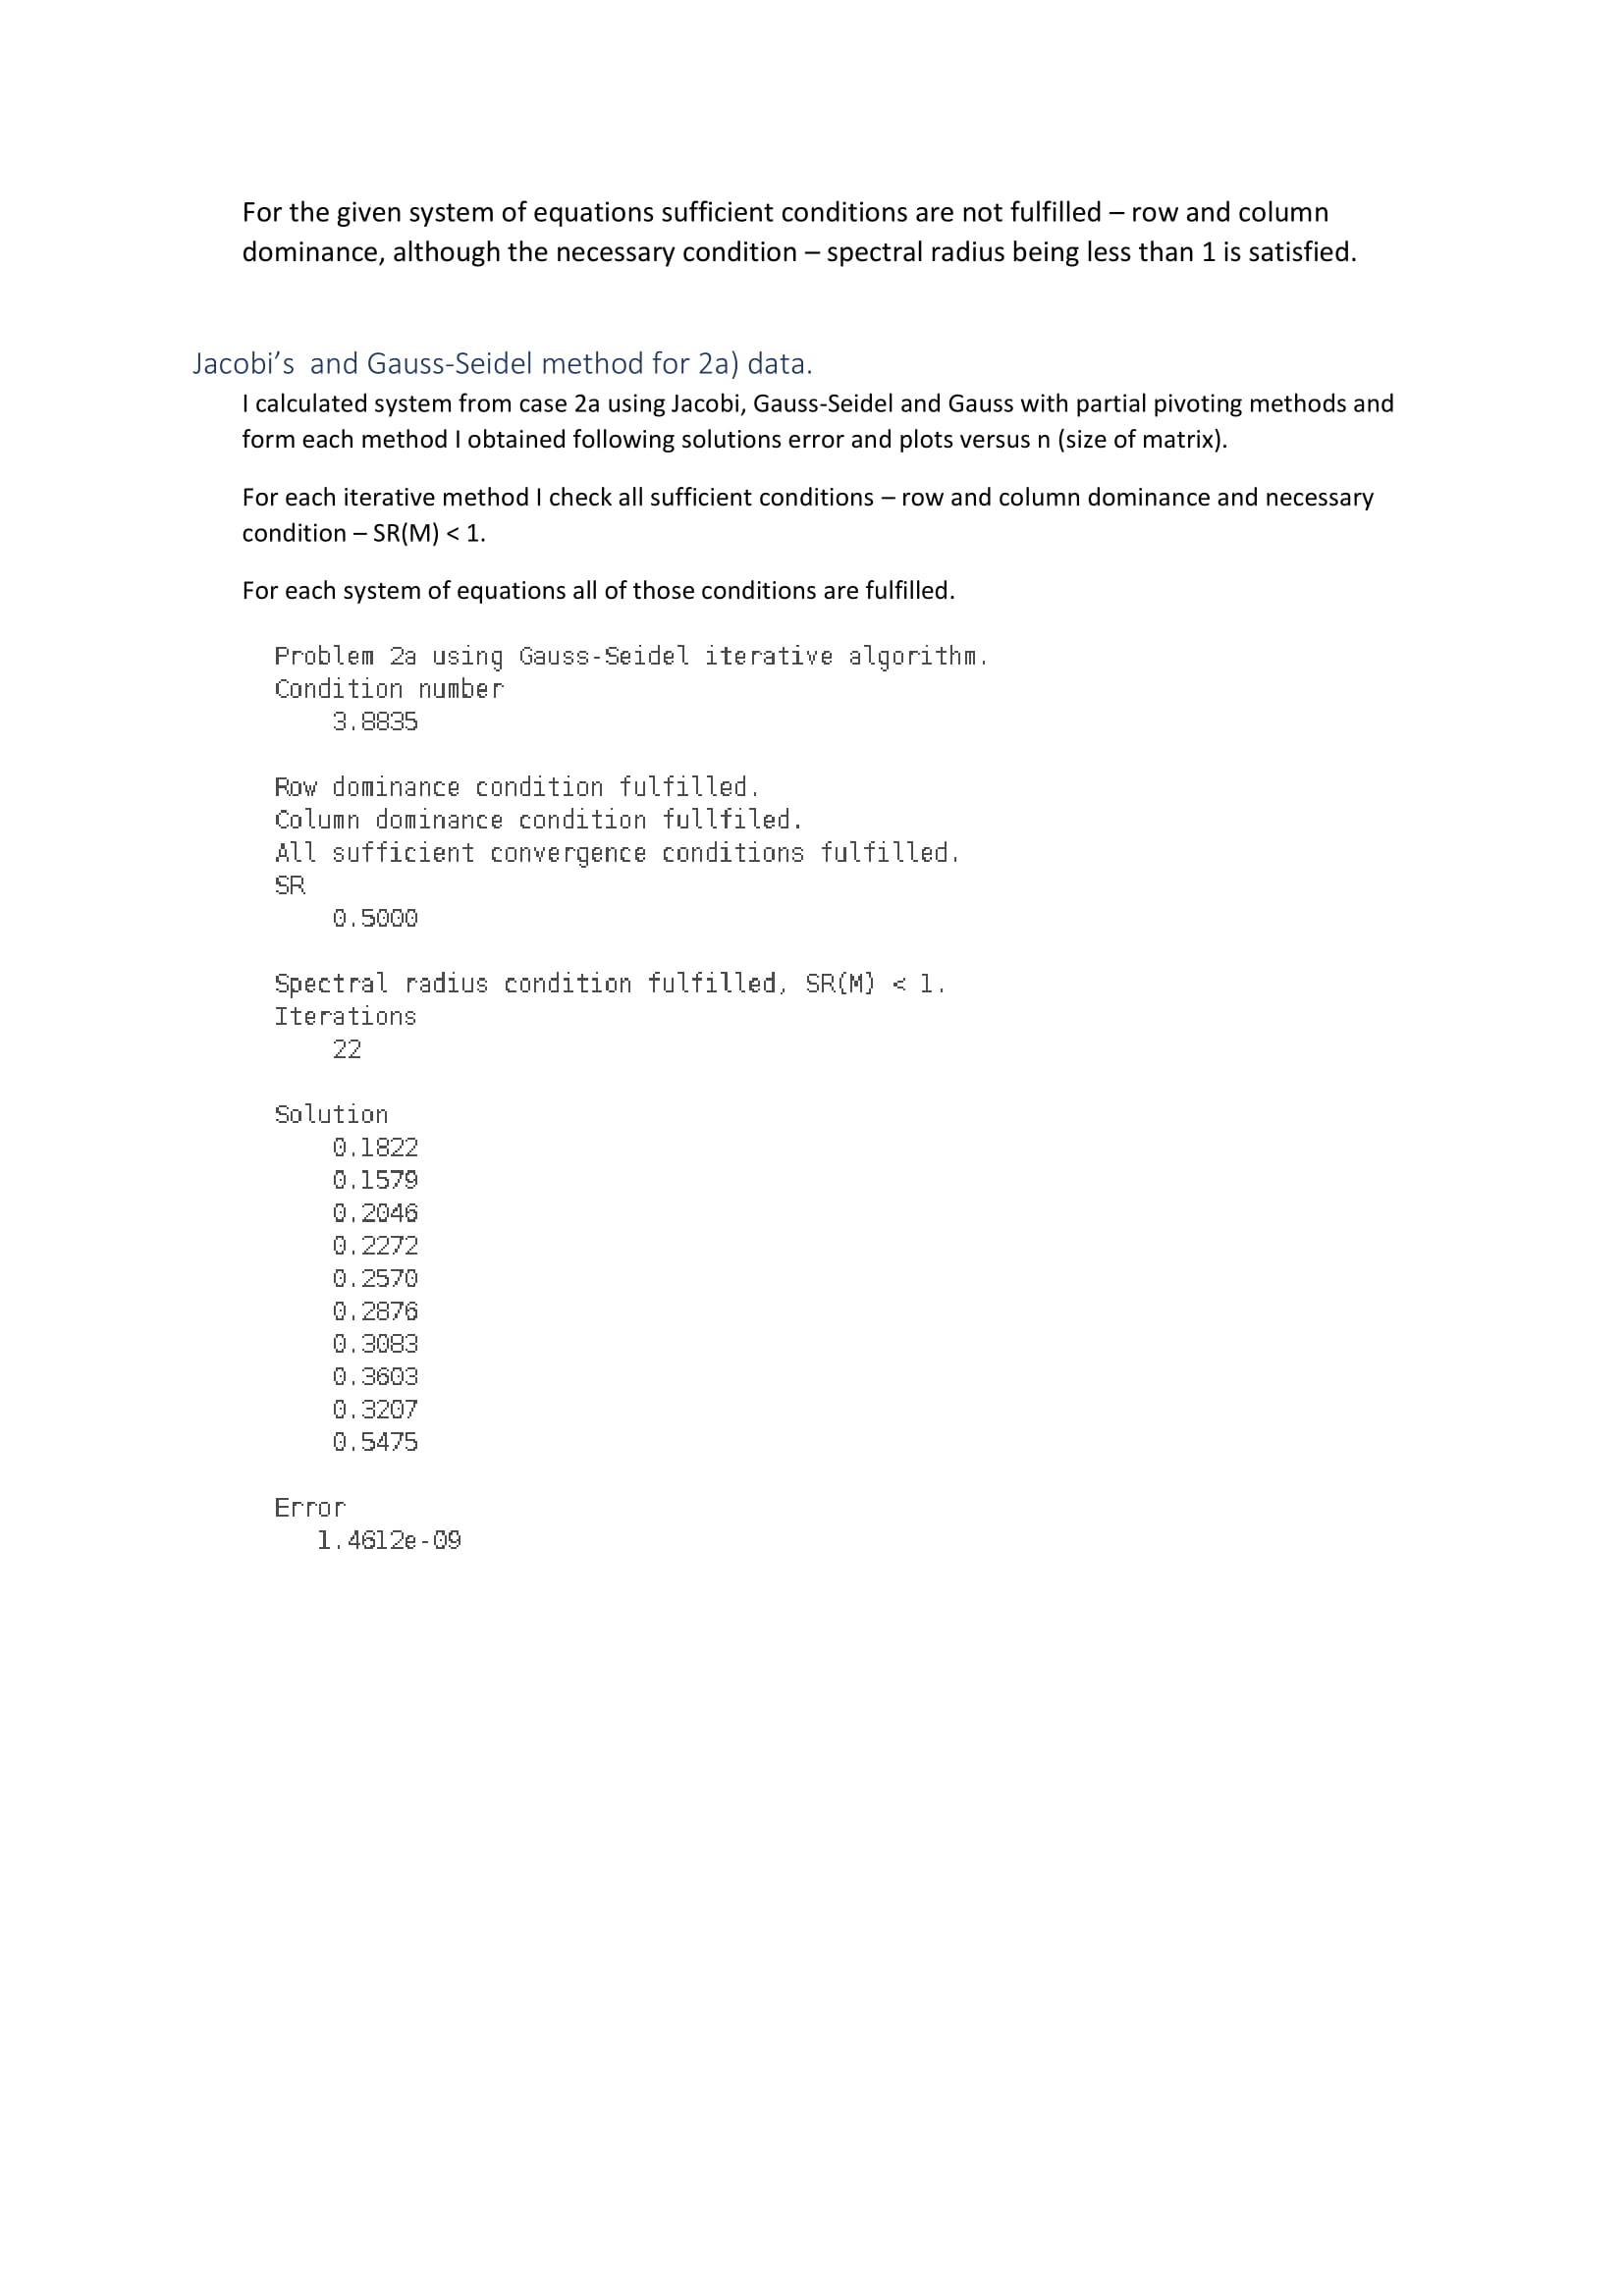 For the given system of equations sufficient conditions are not fulfilled – row and column
dominance, although the necessary condition – spectral radius being less than 1 is satisfied.
Jacobi’s  and Gauss-Seidel method for 2a) data.
I calculated system from case 2a using Jacobi, Gauss-Seidel and Gauss with partial pivoting methods and
form each method I obtained following solutions error and plots versus n (size of matrix).
For each iterative method I check all sufficient conditions – row and column dominance and necessary
condition – SR(M) < 1.
For each system of equations all of those conditions are fulfilled.
Problem 2a using Gauss-Seidel iterative algorithm.
Condition number
3.8835
Row dominance condition fulfilled.
Column dominance condition fullfiled.
All sufficient convergence conditions fulfilled.
SR
0.5000
Spectral radius condition fulfilled, SR(M) < 1.
Iterations
22
Solution
0.1822
0.1579
0.2046
0.2272
0.2570
0.2876
0.3083
0.3603
0.3207
0.5475
Error
1.4612e-09